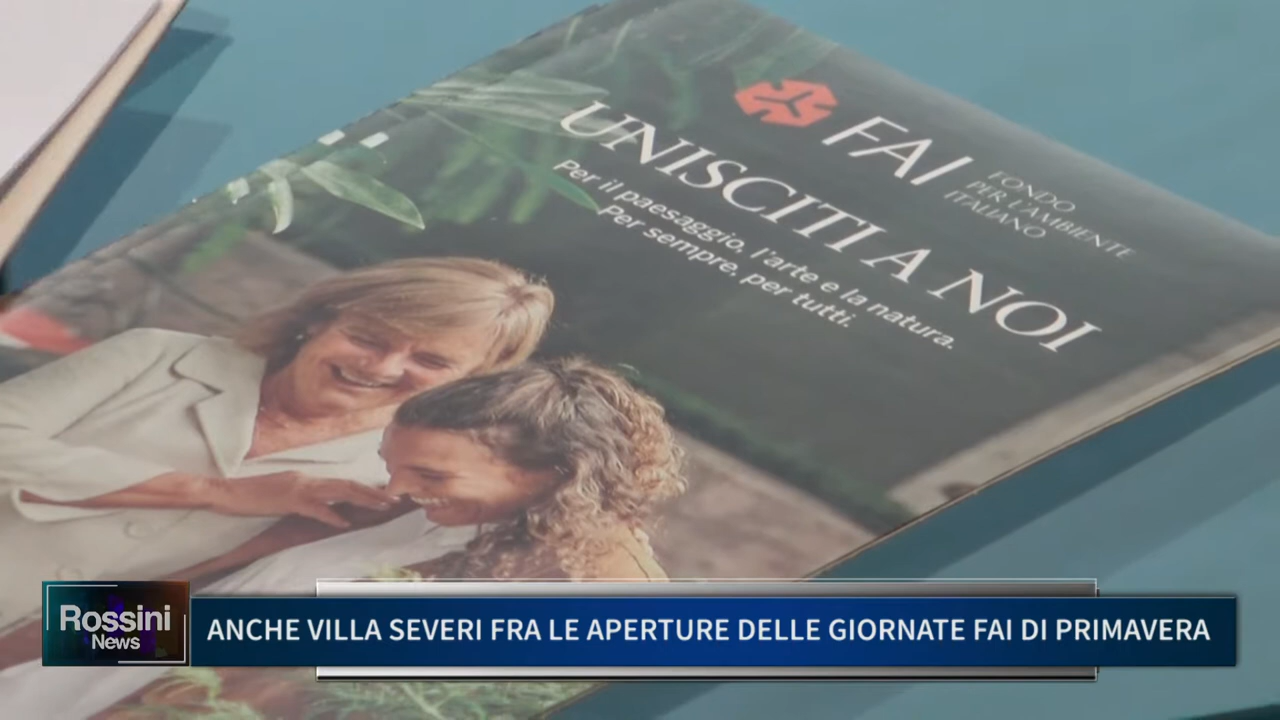 FAI
FONDO
PER L'AMBIENTE
ITALIANO
UNISCITI A NOI
Per il paesaggio, l'arte e la natura.
Per sempre, per tutti.
Rossini
News
ANCHE VILLA SEVERI FRA LE APERTURE DELLE GIORNATE FAI DI PRIMAVERA